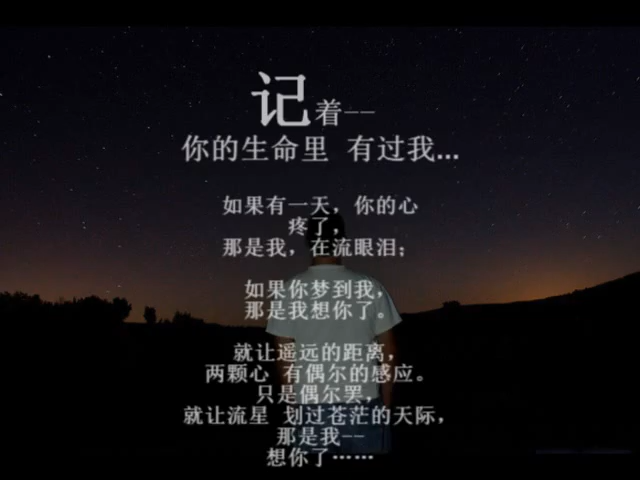 记着--
你的生命里 有过我...
如果有一天，你的心
疼了，
那是我，在流眼泪；
如果你梦到我，
那是我想你了。
就让遥远的距离，
两颗心 有偶尔的感应。
只是偶尔罢，
就让流星 划过苍茫的天际，
那是我--
想你了……